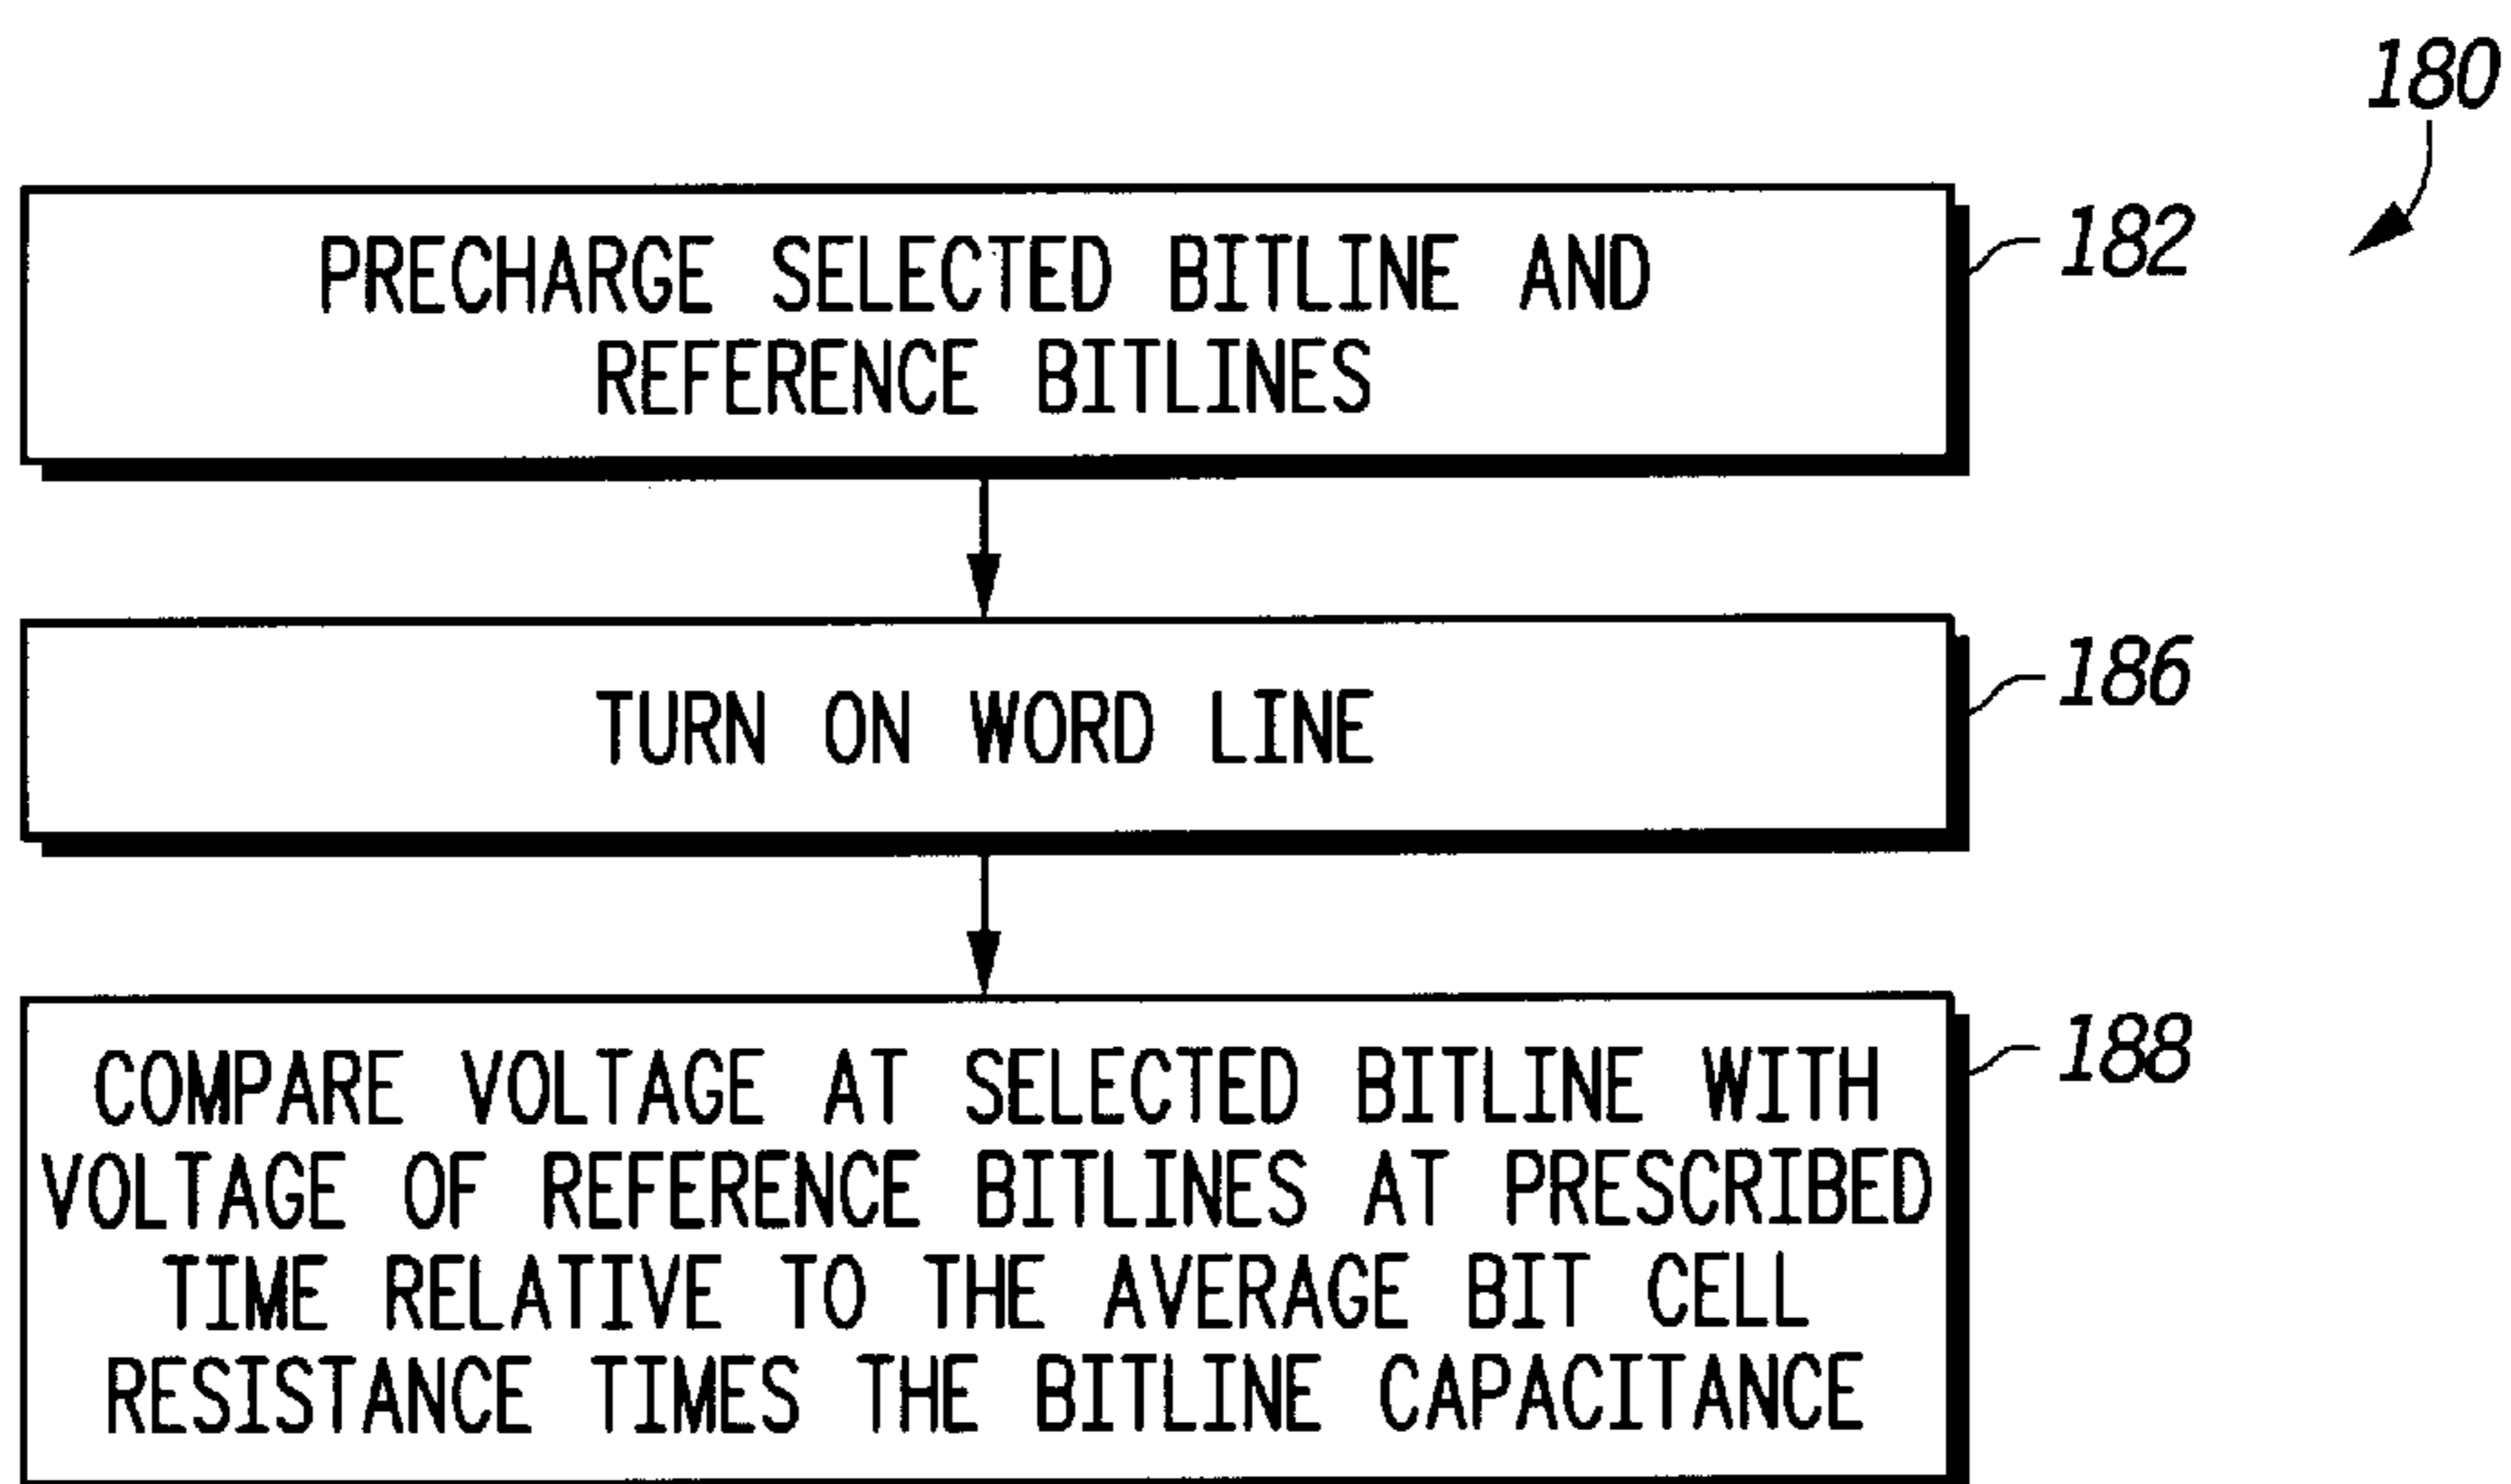 180
PRECHARGE SELECTED BITLINE AND
REFERENCE BITLINES
182
TURN ON WORD LINE
186
COMPARE VOLTAGE AT SELECTED BITLINE WITH
VOLTAGE OF REFERENCE BITLINES AT PRESCRIBED
TIME RELATIVE TO THE AVERAGE BIT CELL
RESISTANCE TIMES THE BITLINE CAPACITANCE
188